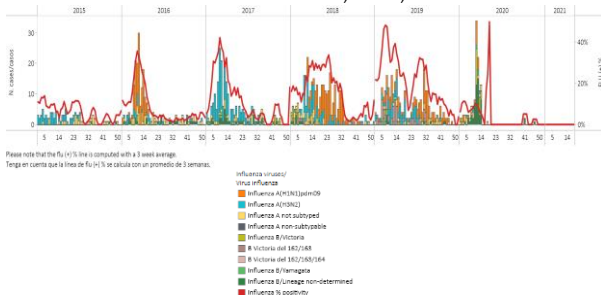 2015 2016 2017 2018 2019 2020 2021
N. cases/casos
30
20
10
0
40%
20%
0%
5 14 23 32 41 50 5 14 23 32 41 50 5 14 23 32 41 50 5 14 23 32 41 50 5 14 23 32 41 50 5 14 23 32 41 50 5 14
Please note that the flu (+) % line is computed with a 3 week average.
Tenga en cuenta que la línea de flu (+) % se calcula con un promedio de 3 semanas.
Influenza viruses/
Virus influenza
Influenza A(H1N1)pdm09
Influenza A(H3N2)
Influenza A not subtyped
Influenza A non-subtypable
Influenza B/Victoria
B Victoria del 162/163
B Victoria del 162/163/164
Influenza B/Yamagata
Influenza B/Lineage non-determined
Influenza % positivity